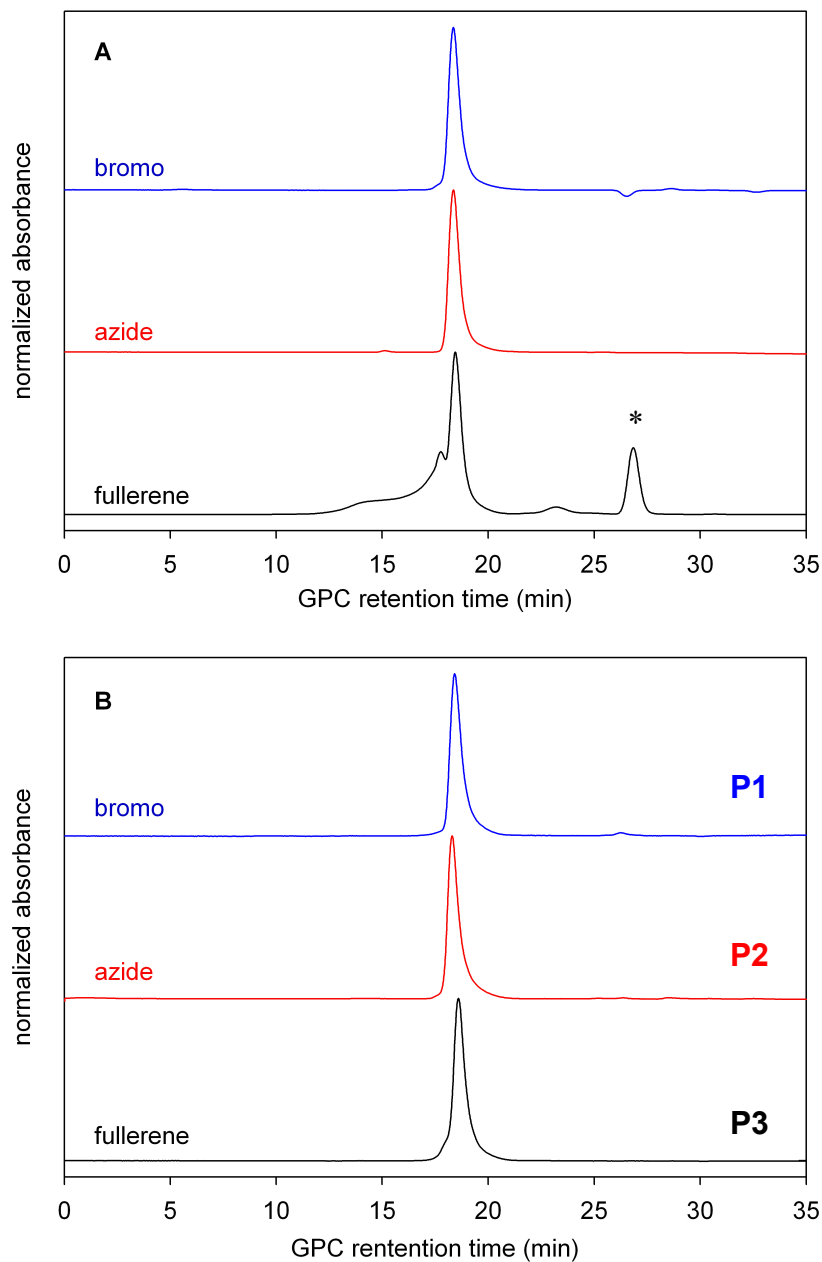 A
normalized absorbance
bromo
azide
*
fullerene
0 5 10 15 20 25 30 35
GPC retention time (min)
B
normalized absorbance
P1
bromo
P2
azide
P3
fullerene
0 5 10 15 20 25 30 35
GPC rentention time (min)